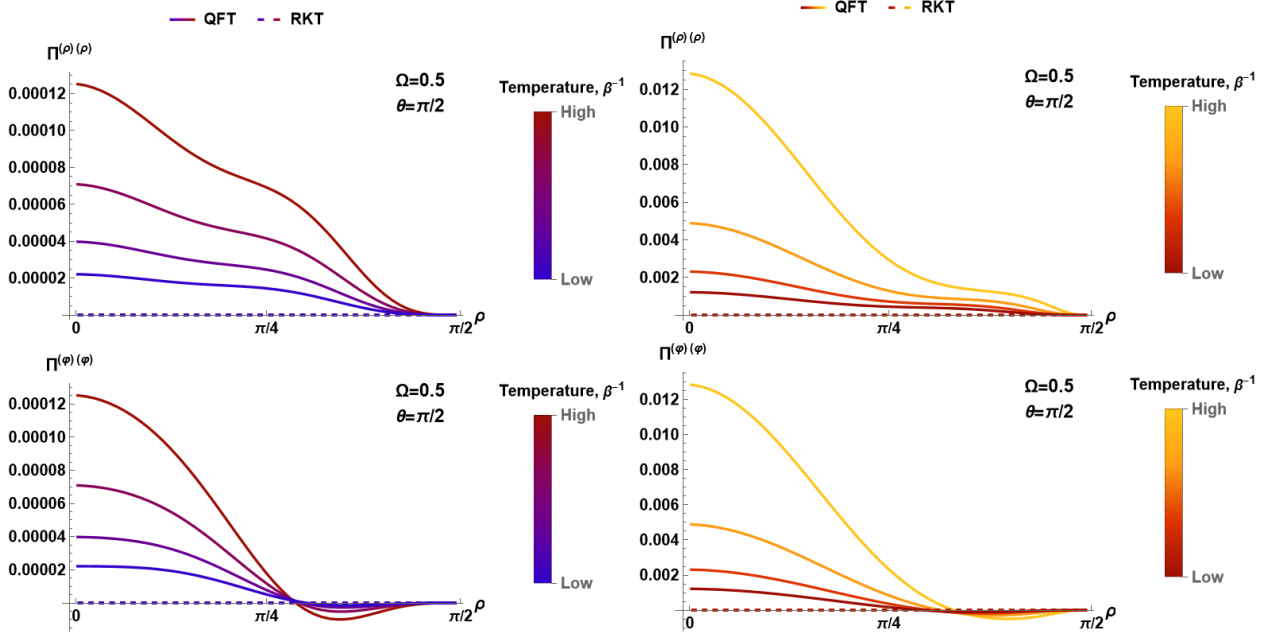 QFT RKT
Π(ρ)(ρ)
Ω=0.5
θ=π/2
Temperature, β⁻¹
High
Low
0.00012
0.00010
0.00008
0.00006
0.00004
0.00002
0 π/4 π/2 ρ
QFT RKT
Π(ρ)(ρ)
Ω=0.5
θ=π/2
Temperature, β⁻¹
High
Low
0.012
0.010
0.008
0.006
0.004
0.002
0 π/4 π/2 ρ
Π(φ)(φ)
Ω=0.5
θ=π/2
Temperature, β⁻¹
High
Low
0.00012
0.00010
0.00008
0.00006
0.00004
0.00002
0 π/4 π/2 ρ
Π(φ)(φ)
Ω=0.5
θ=π/2
Temperature, β⁻¹
High
Low
0.012
0.010
0.008
0.006
0.004
0.002
0 π/4 π/2 ρ